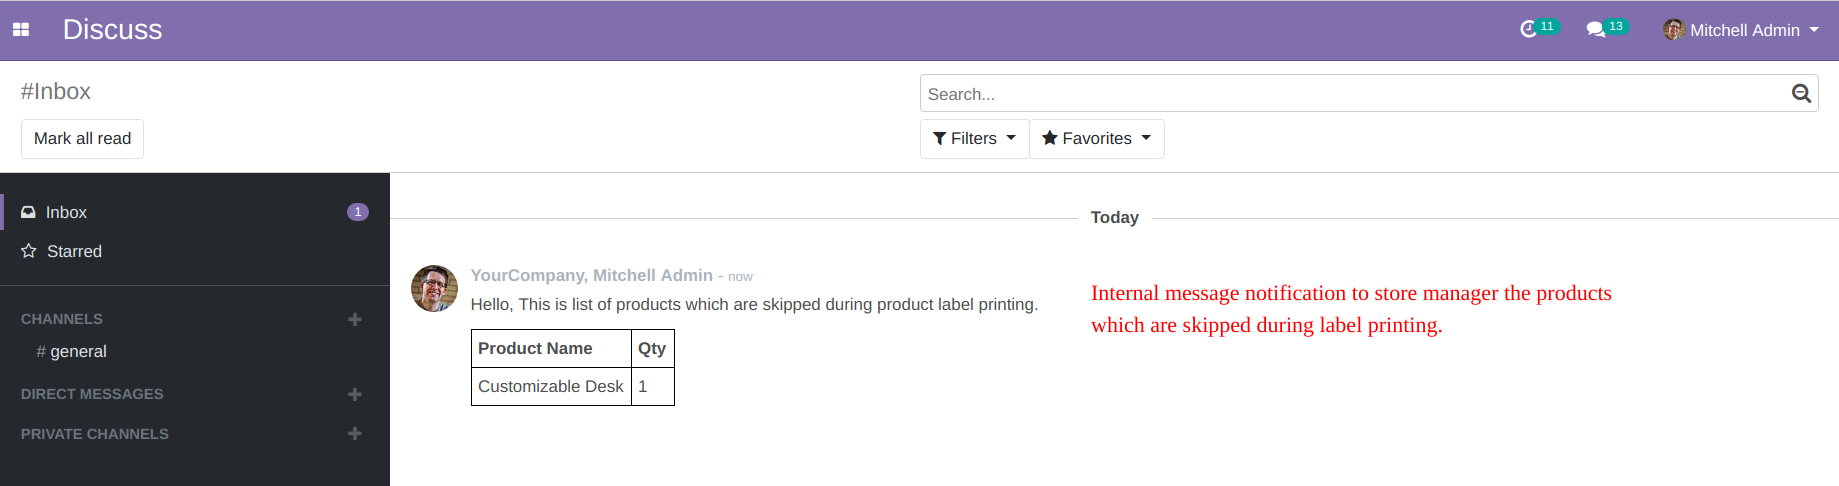 Discuss
11
13
Mitchell Admin
#Inbox
Search...
Mark all read
Filters
Favorites
Inbox
1
Starred
Today
YourCompany, Mitchell Admin - now
Hello, This is list of products which are skipped during product label printing.
Internal message notification to store manager the products
which are skipped during label printing.
CHANNELS
# general
Product Name Qty
Customizable Desk 1
DIRECT MESSAGES
PRIVATE CHANNELS